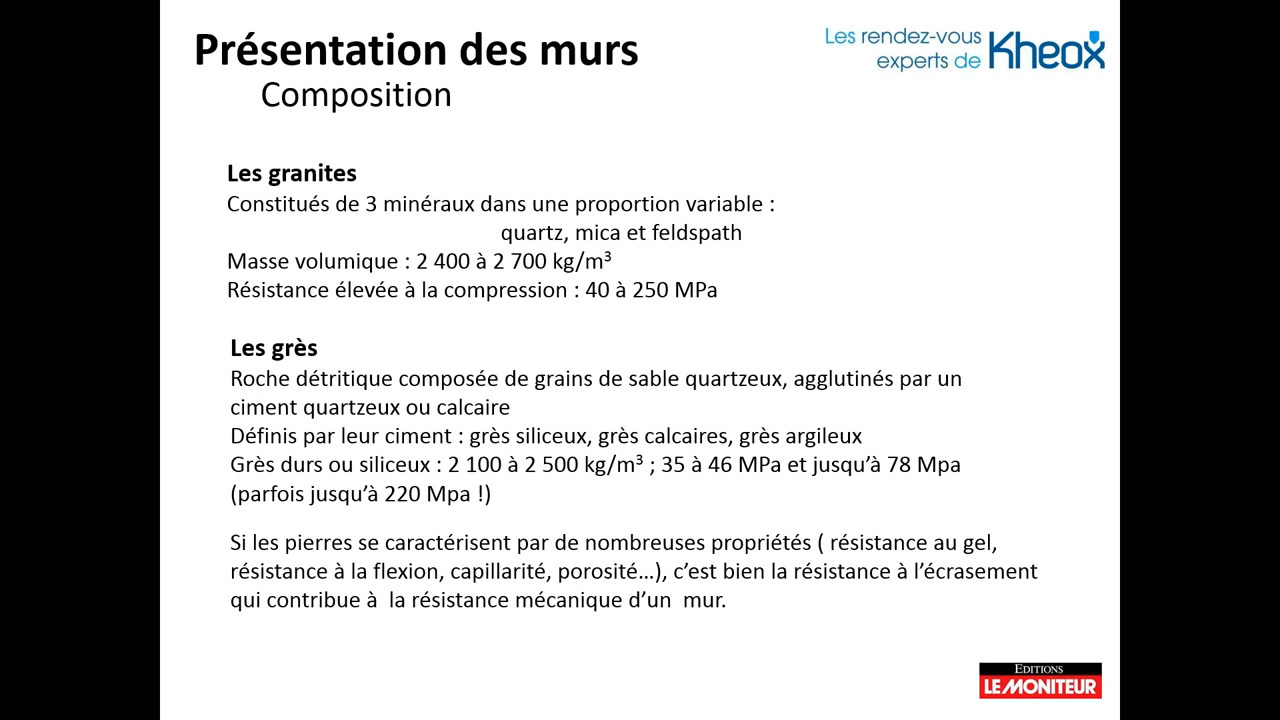 Présentation des murs
Composition
Les rendez-vous
experts de Kheox
Les granites
Constitués de 3 minéraux dans une proportion variable :
quartz, mica et feldspath
Masse volumique : 2 400 à 2 700 kg/m³
Résistance élevée à la compression : 40 à 250 MPa
Les grès
Roche détritique composée de grains de sable quartzeux, agglutinés par un
ciment quartzeux ou calcaire
Définis par leur ciment : grès siliceux, grès calcaires, grès argileux
Grès durs ou siliceux : 2 100 à 2 500 kg/m³ ; 35 à 46 MPa et jusqu’à 78 Mpa
(parfois jusqu’à 220 Mpa !)
Si les pierres se caractérisent par de nombreuses propriétés ( résistance au gel,
résistance à la flexion, capillarité, porosité…), c’est bien la résistance à l’écrasement
qui contribue à  la résistance mécanique d’un  mur.
EDITIONS
LE MONITEUR